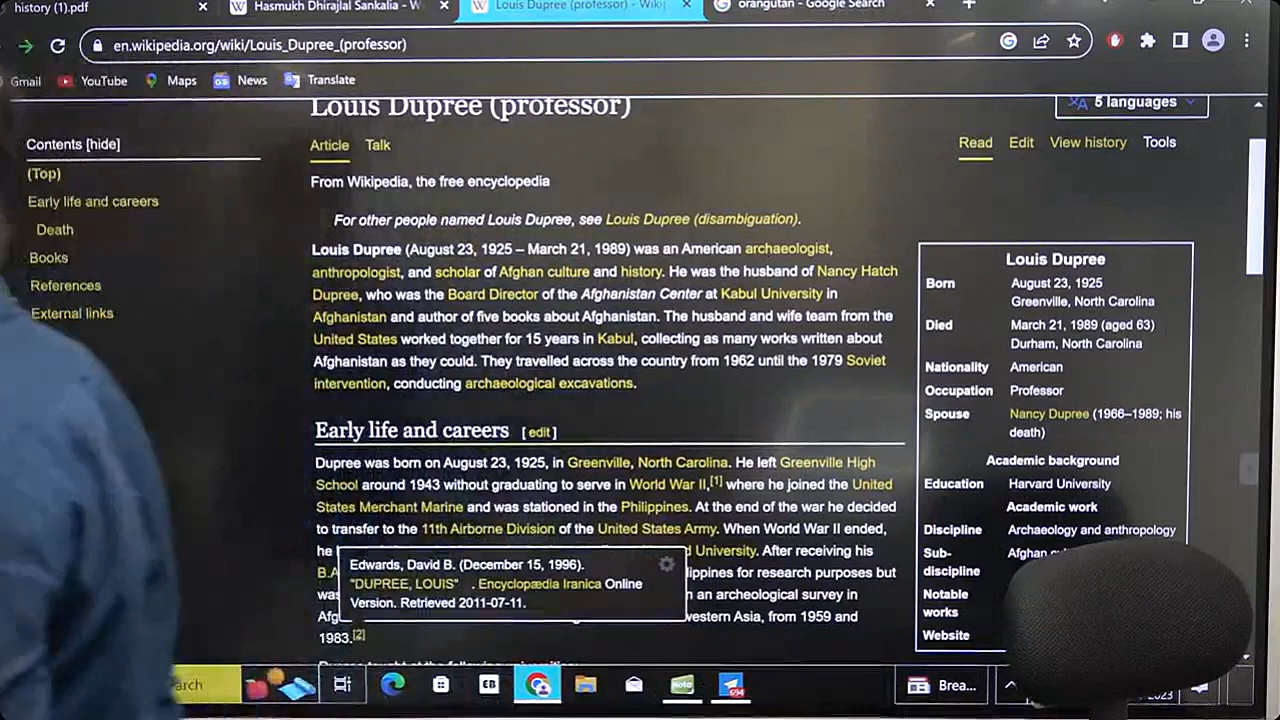 history (1).pdf
Hasmukh Dhirajlal Sankalia - W
Louis Dupree (professor) - Wiki
orangutan - Google Search
en.wikipedia.org/wiki/Louis_Dupree_(professor)
Gmail
YouTube
Maps
News
Translate
Louis Dupree (professor)
5 languages
Contents [hide]
(Top)
Early life and careers
Death
Books
References
External links
Article Talk
Read Edit View history Tools
From Wikipedia, the free encyclopedia
For other people named Louis Dupree, see Louis Dupree (disambiguation).
Louis Dupree (August 23, 1925 – March 21, 1989) was an American archaeologist,
anthropologist, and scholar of Afghan culture and history. He was the husband of Nancy Hatch
Dupree, who was the Board Director of the Afghanistan Center at Kabul University in
Afghanistan and author of five books about Afghanistan. The husband and wife team from the
United States worked together for 15 years in Kabul, collecting as many works written about
Afghanistan as they could. They travelled across the country from 1962 until the 1979 Soviet
intervention, conducting archaeological excavations.
Early life and careers [ edit ]
Dupree was born on August 23, 1925, in Greenville, North Carolina. He left Greenville High
School around 1943 without graduating to serve in World War II,[1] where he joined the United
States Merchant Marine and was stationed in the Philippines. At the end of the war he decided
to transfer to the 11th Airborne Division of the United States Army. When World War II ended,
he University. After receiving his
B.A ippines for research purposes but
was an archeological survey in
western Asia, from 1959 and
1983.[2]
Edwards, David B. (December 15, 1996).
"DUPREE, LOUIS" . Encyclopædia Iranica Online
Version. Retrieved 2011-07-11.
Louis Dupree
Born August 23, 1925
Greenville, North Carolina
Died March 21, 1989 (aged 63)
Durham, North Carolina
Nationality American
Occupation Professor
Spouse Nancy Dupree (1966–1989; his
death)
Academic background
Education Harvard University
Academic work
Discipline Archaeology and anthropology
Sub-
discipline Afghan
Notable
works
Website
arch
Brea...
2023